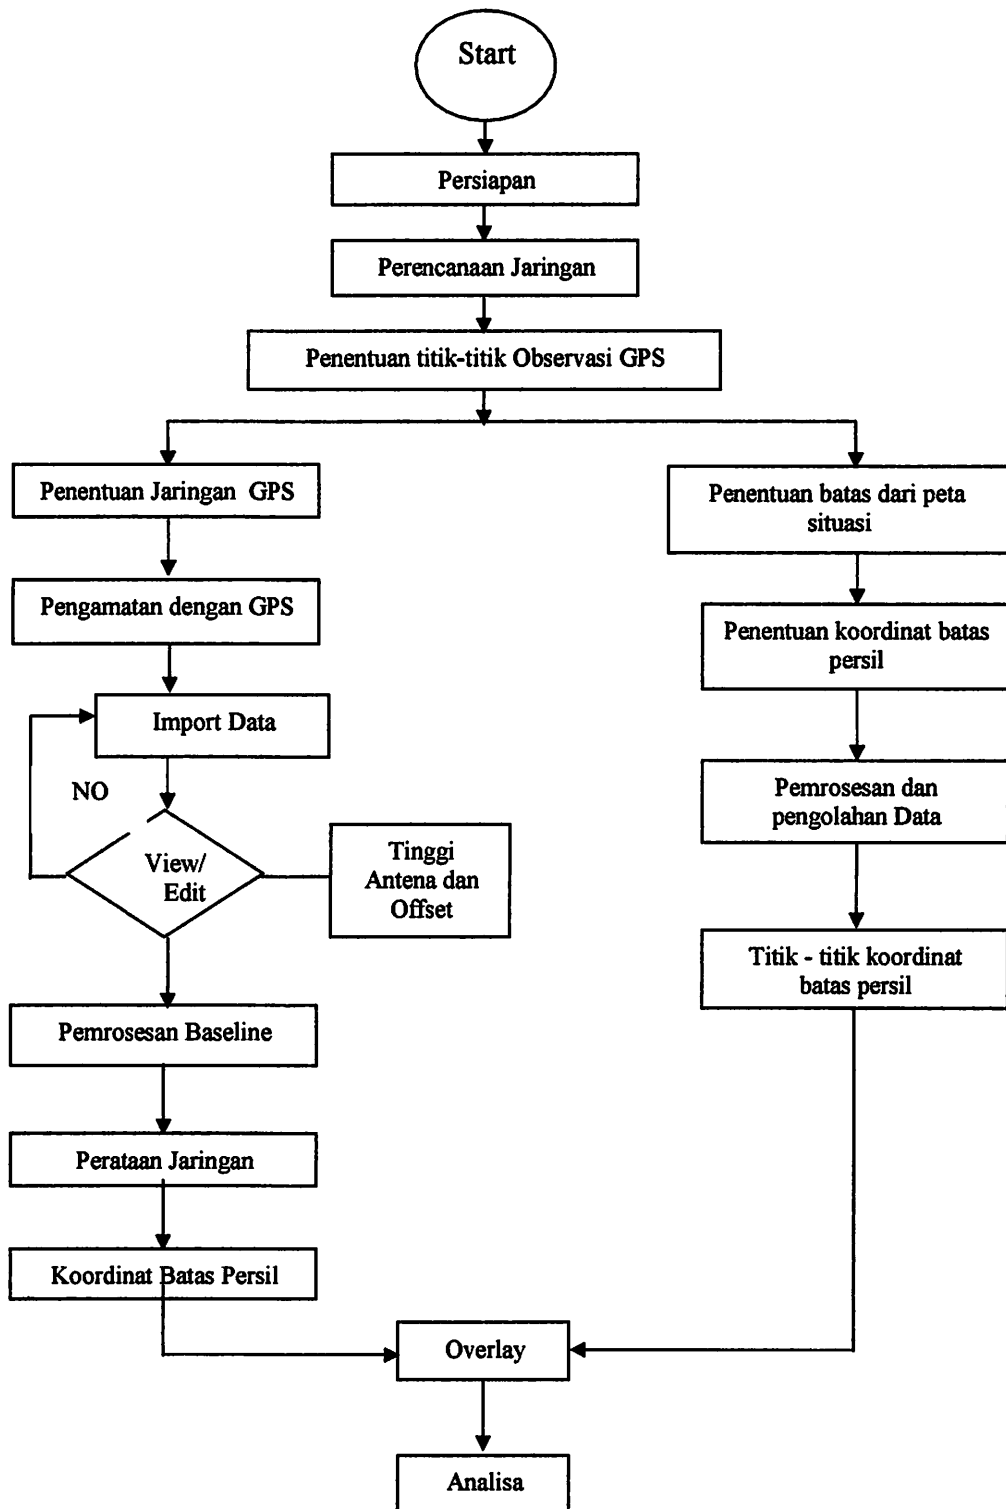 Start
Persiapan
Perencanaan Jaringan
Penentuan titik-titik Observasi GPS
Penentuan Jaringan GPS
Pengamatan dengan GPS
Import Data
NO
View/
Edit
Tinggi
Antena dan
Offset
Pemrosesan Baseline
Perataan Jaringan
Koordinat Batas Persil
Penentuan batas dari peta
situasi
Penentuan koordinat batas
persil
Pemrosesan dan
pengolahan Data
Titik - titik koordinat
batas persil
Overlay
Analisa